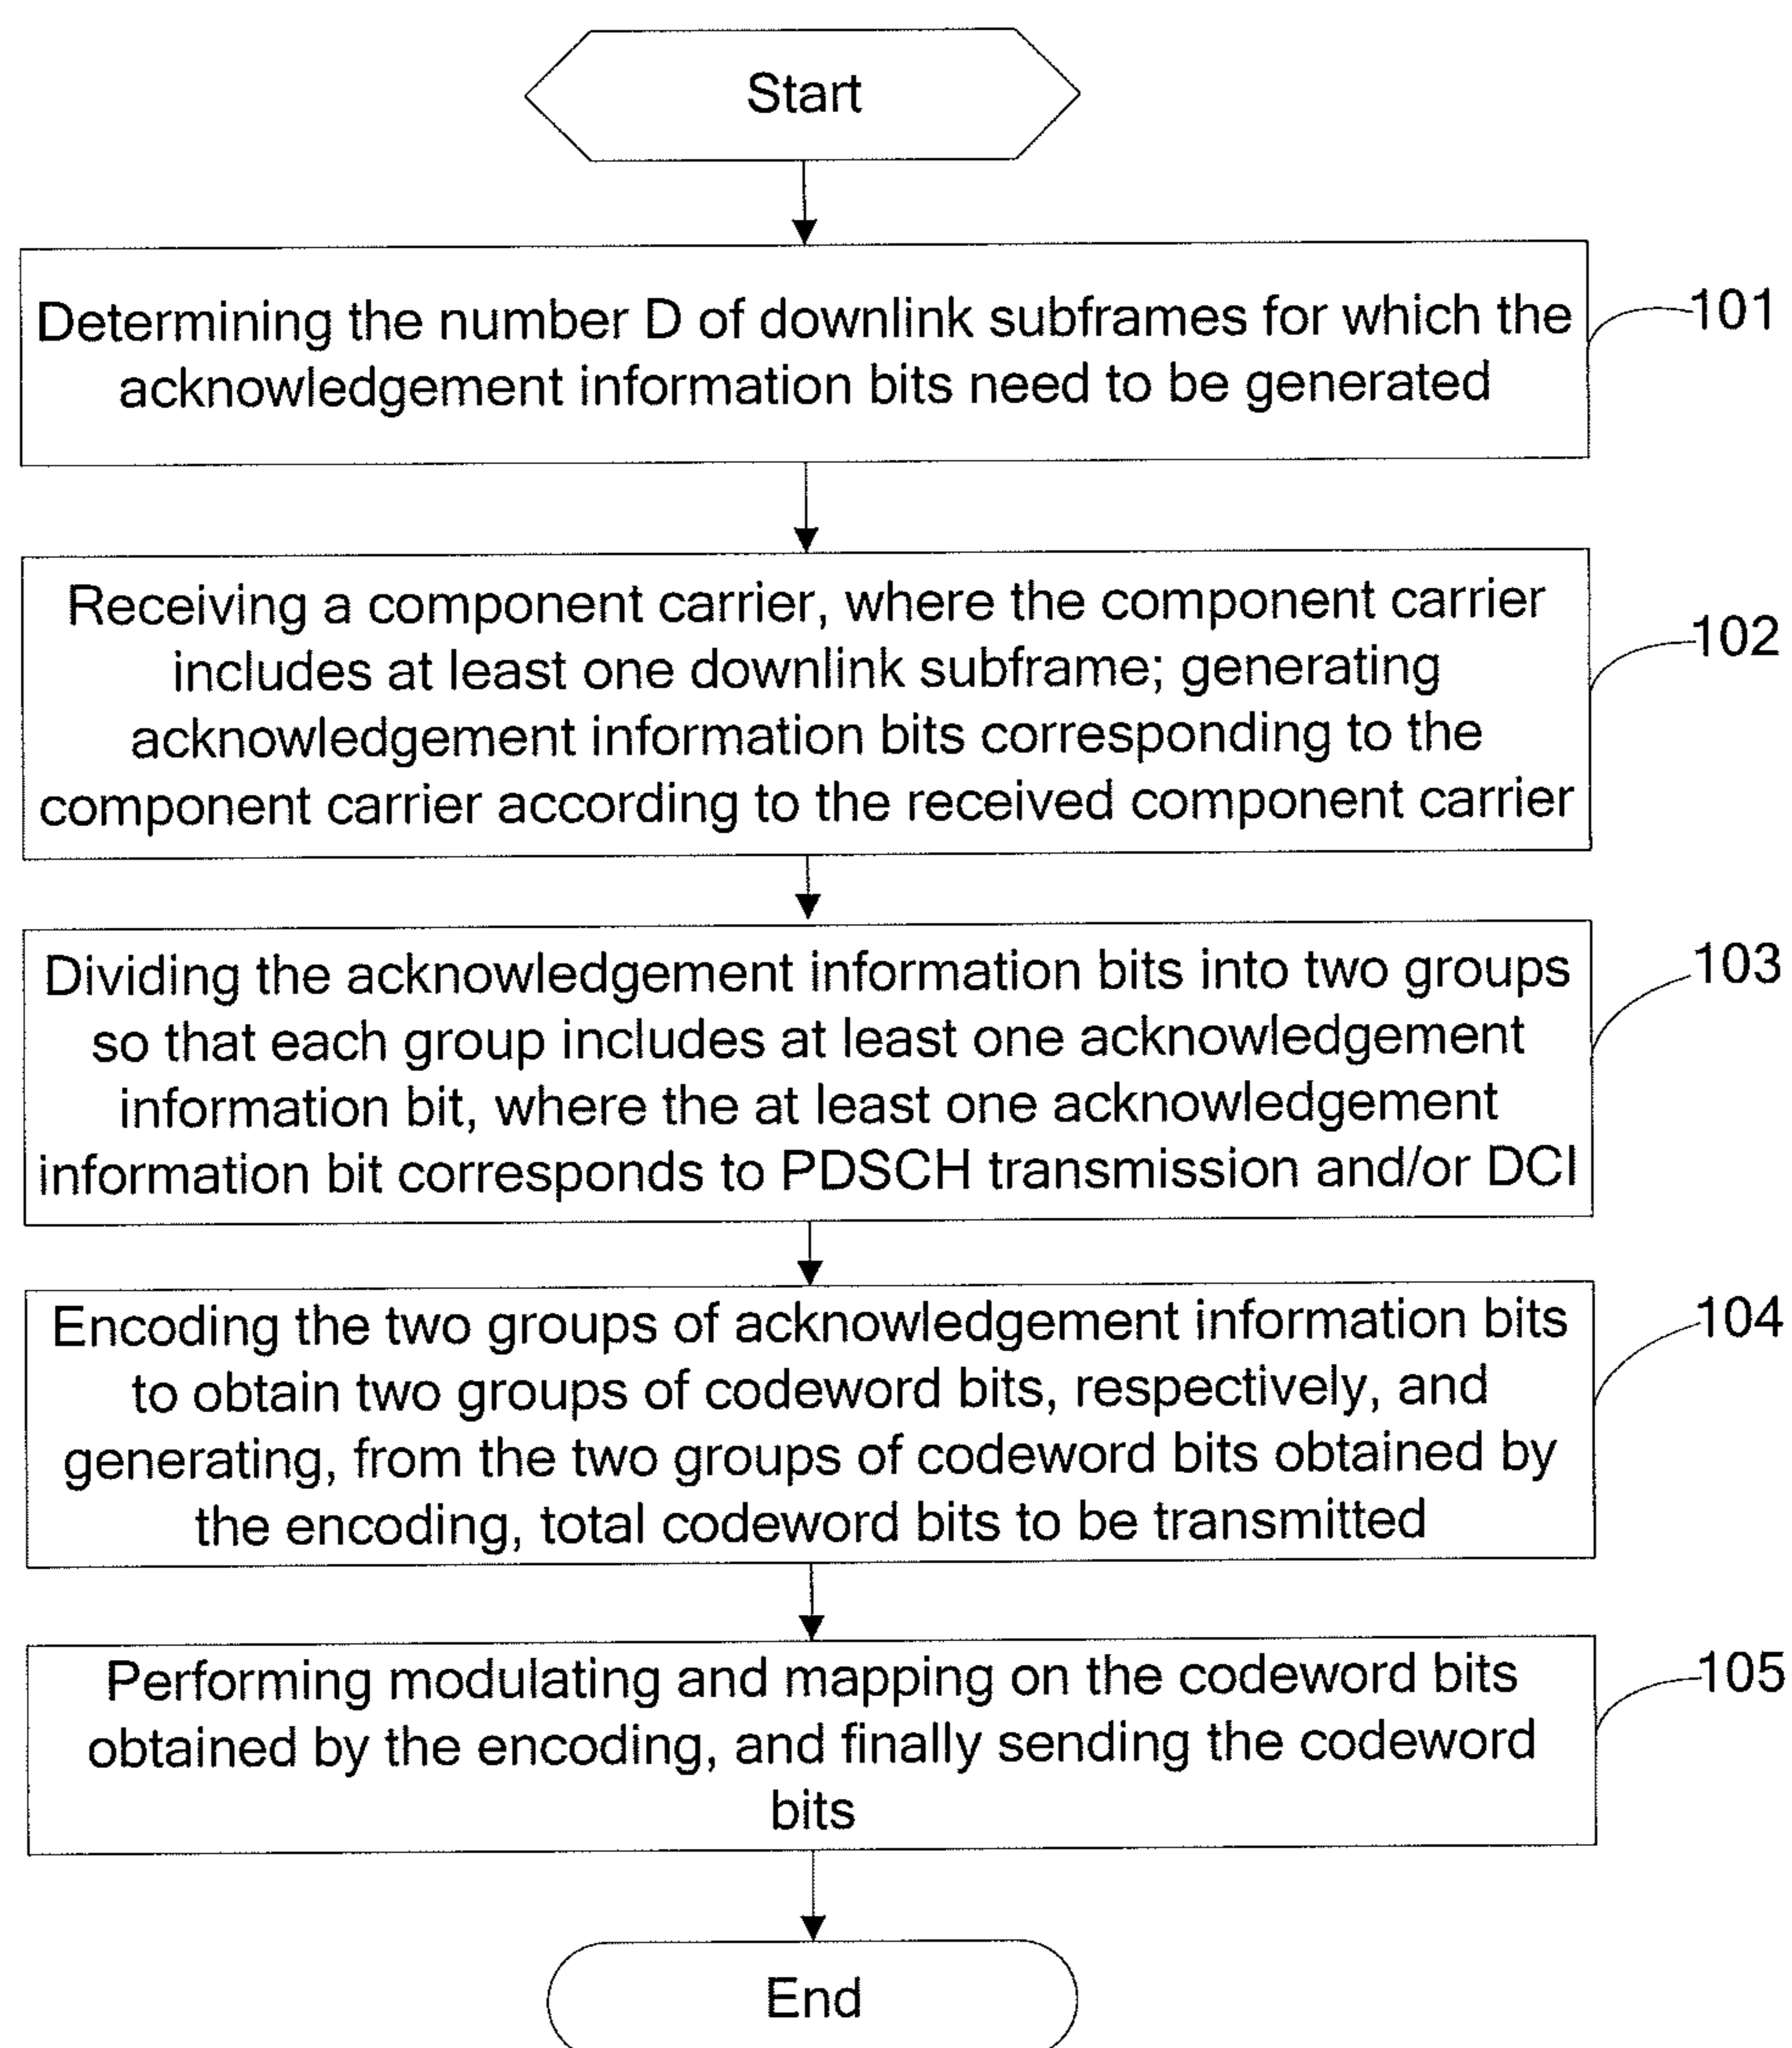 Start
Determining the number D of downlink subframes for which the
acknowledgement information bits need to be generated
101
Receiving a component carrier, where the component carrier
includes at least one downlink subframe; generating
acknowledgement information bits corresponding to the
component carrier according to the received component carrier
102
Dividing the acknowledgement information bits into two groups
so that each group includes at least one acknowledgement
information bit, where the at least one acknowledgement
information bit corresponds to PDSCH transmission and/or DCI
103
Encoding the two groups of acknowledgement information bits
to obtain two groups of codeword bits, respectively, and
generating, from the two groups of codeword bits obtained by
the encoding, total codeword bits to be transmitted
104
Performing modulating and mapping on the codeword bits
obtained by the encoding, and finally sending the codeword
bits
105
End